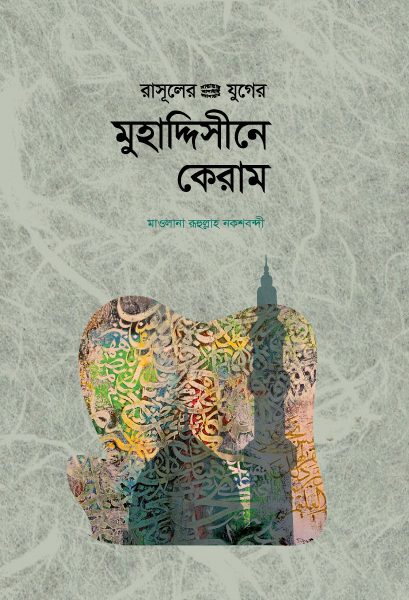 রাসূলের ﷺ যুগের
মুহাদ্দিসীনে
কেরাম
মাওলানা রূহুল্লাহ নকশবন্দী